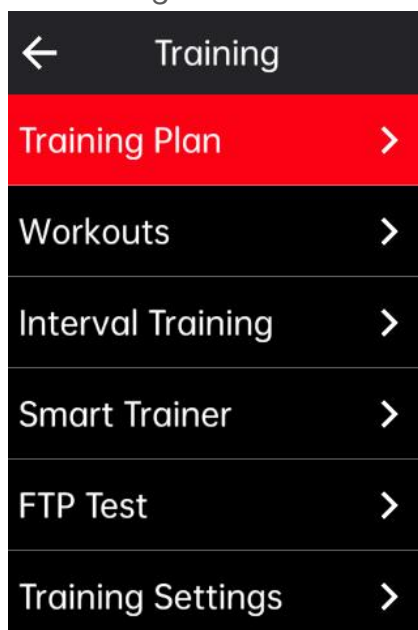 Training
Training Plan
Workouts
Interval Training
Smart Trainer
FTP Test
Training Settings